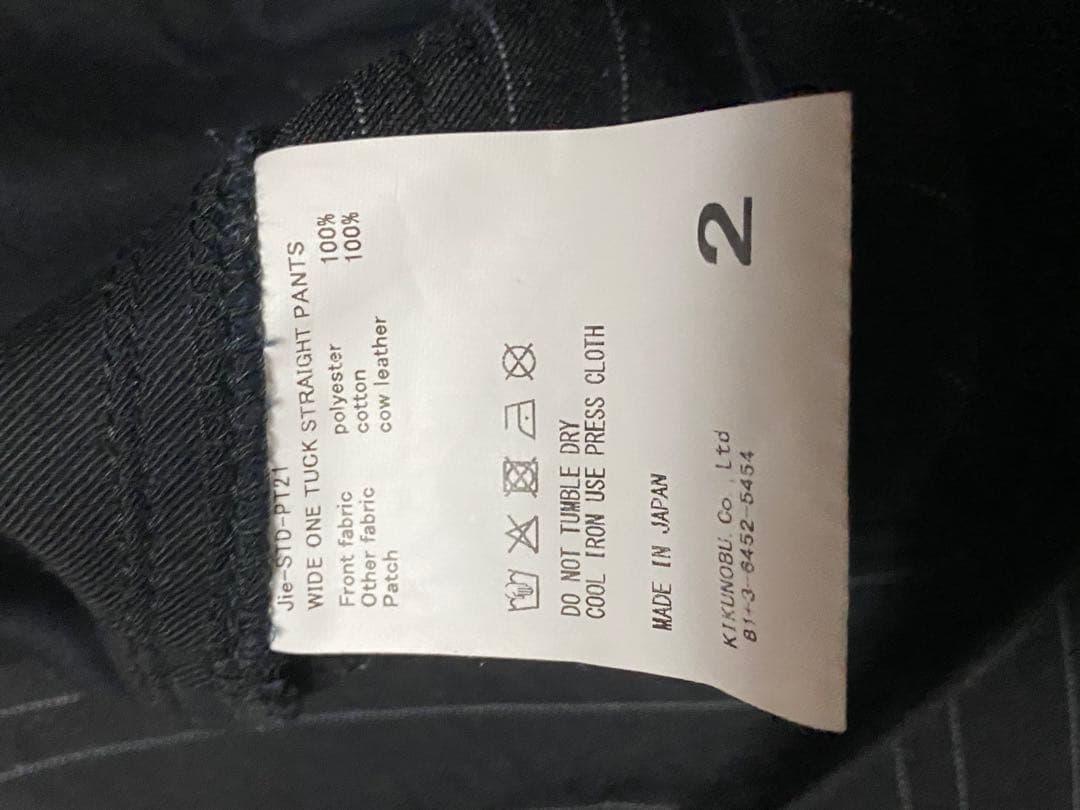 Jie-STD-PT21
WIDE ONE TUCK STRAIGHT PANTS
Front fabric polyester 100%
Other fabric cotton 100%
Patch cow leather
DO NOT TUMBLE DRY
COOL IRON USE PRESS CLOTH
MADE IN JAPAN
KIKUNOBU. Co., Ltd
81+3-6452-5454
2